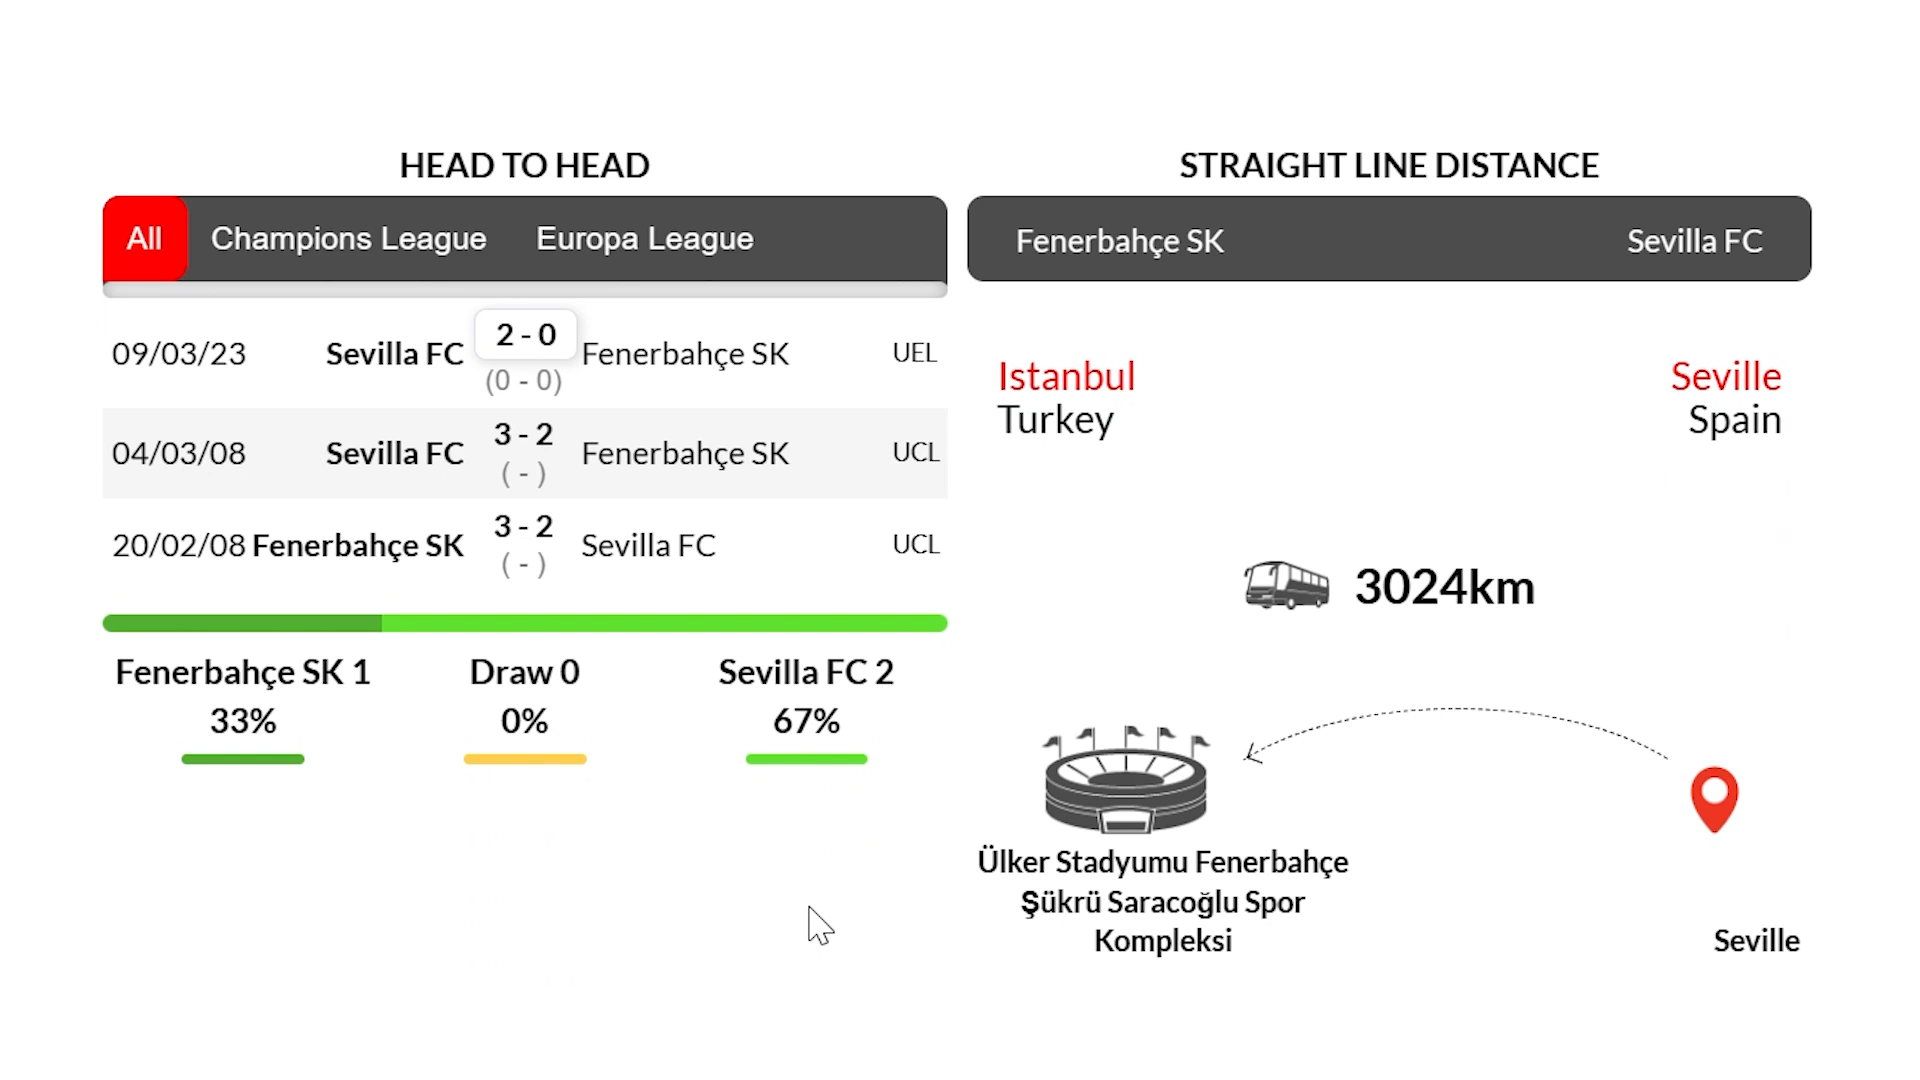 HEAD TO HEAD
All Champions League Europa League
09/03/23 Sevilla FC 2 - 0 Fenerbahçe SK UEL
(0 - 0)
04/03/08 Sevilla FC 3 - 2 Fenerbahçe SK UCL
( - )
20/02/08 Fenerbahçe SK 3 - 2 Sevilla FC UCL
( - )
Fenerbahçe SK 1 Draw 0 Sevilla FC 2
33% 0% 67%
STRAIGHT LINE DISTANCE
Fenerbahçe SK Sevilla FC
Istanbul Seville
Turkey Spain
3024km
Ülker Stadyumu Fenerbahçe
Şükrü Saracoğlu Spor
Kompleksi
Seville